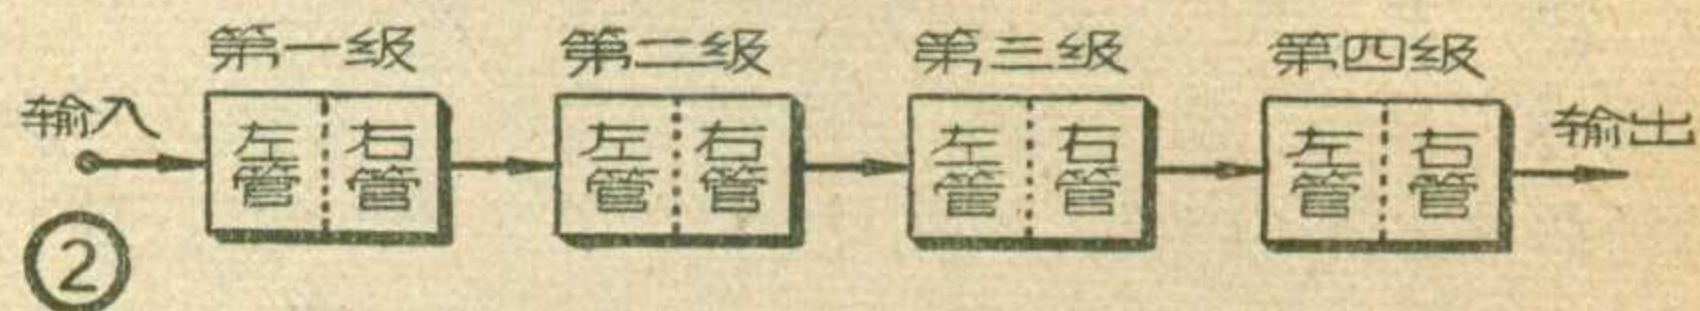 第一级 第二级 第三级 第四级
输入 左管 右管 左管 右管 左管 右管 左管 右管 输出
②